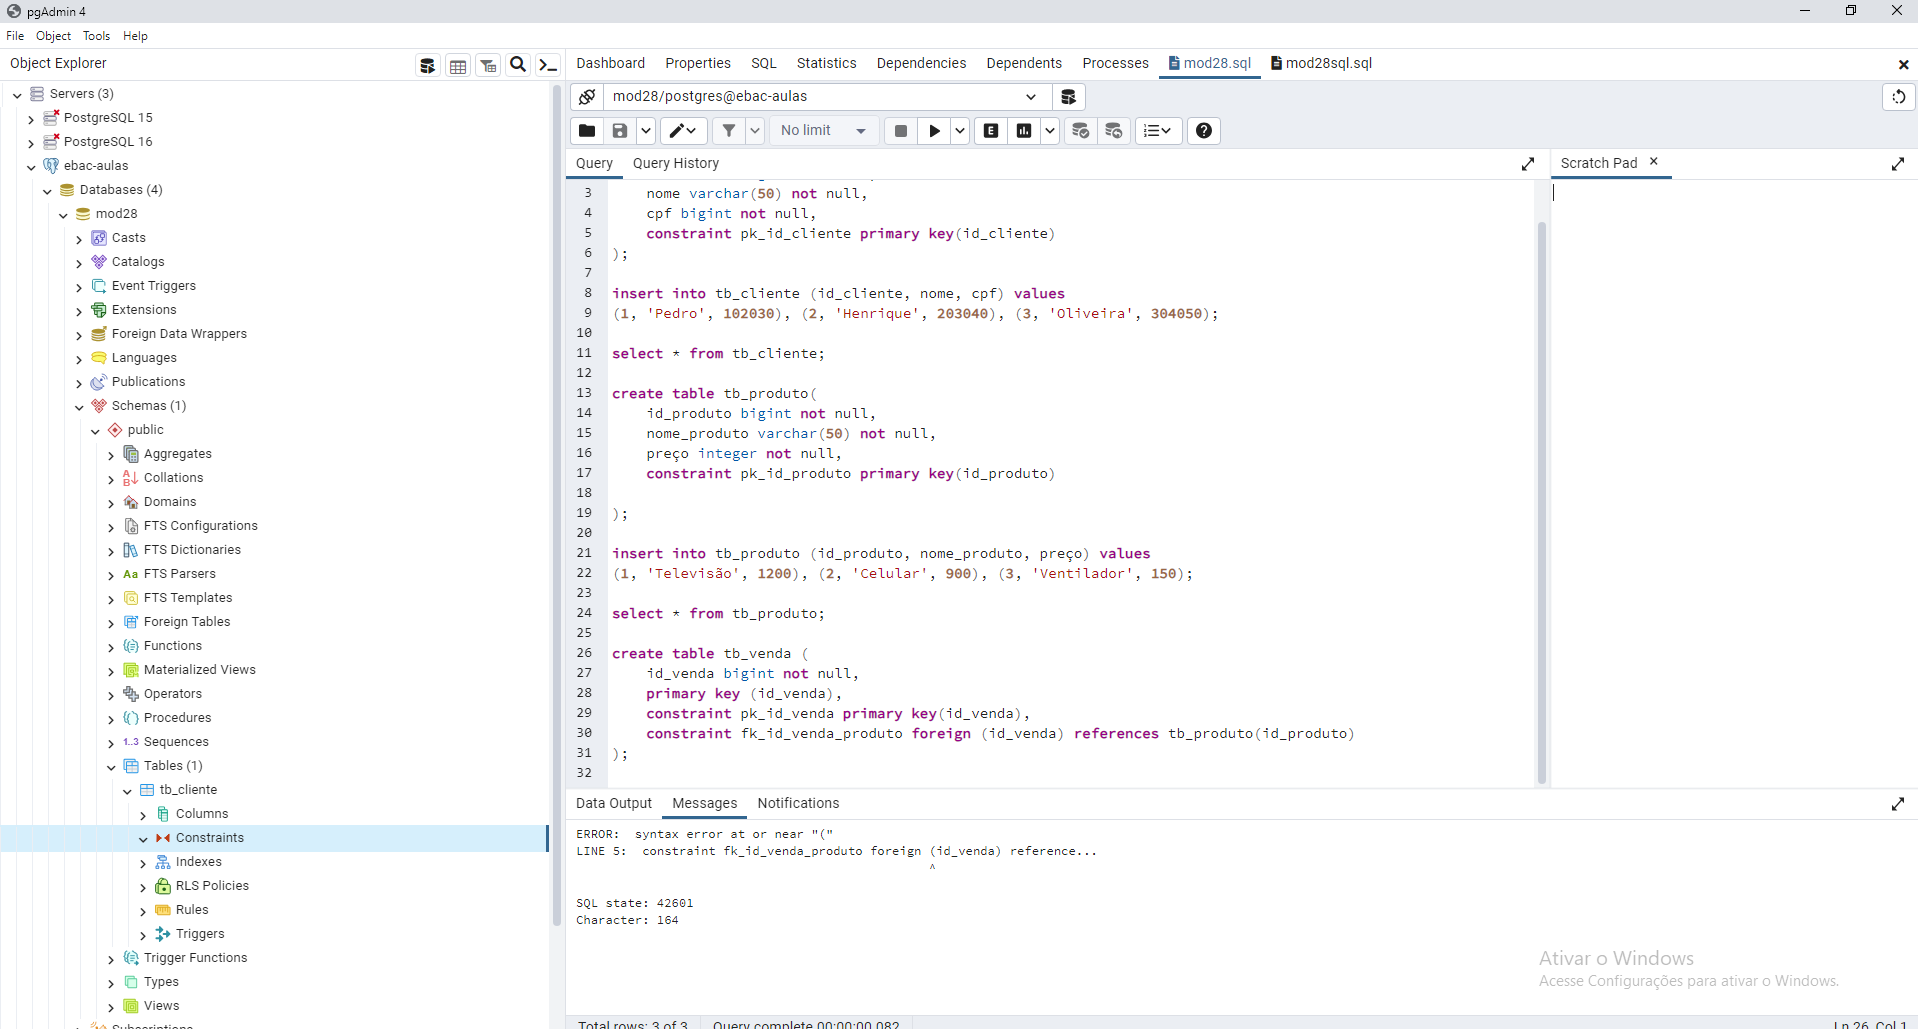 pgAdmin 4
File Object Tools Help
Object Explorer
Dashboard Properties SQL Statistics Dependencies Dependents Processes mod28.sql mod28sql.sql
Servers (3)
PostgreSQL 15
PostgreSQL 16
ebac-aulas
Databases (4)
mod28
Casts
Catalogs
Event Triggers
Extensions
Foreign Data Wrappers
Languages
Publications
Schemas (1)
public
Aggregates
Collations
Domains
FTS Configurations
FTS Dictionaries
Aa FTS Parsers
FTS Templates
Foreign Tables
Functions
Materialized Views
Operators
Procedures
1..3 Sequences
Tables (1)
tb_cliente
Columns
Constraints
Indexes
RLS Policies
Rules
Triggers
Trigger Functions
Types
Views
Subscriptions
mod28/postgres@ebac-aulas
No limit
Query Query History
Scratch Pad
3 nome varchar(50) not null,
4 cpf bigint not null,
5 constraint pk_id_cliente primary key(id_cliente)
6 );
7
8 insert into tb_cliente (id_cliente, nome, cpf) values
9 (1, 'Pedro', 102030), (2, 'Henrique', 203040), (3, 'Oliveira', 304050);
10
11 select * from tb_cliente;
12
13 create table tb_produto(
14 id_produto bigint not null,
15 nome_produto varchar(50) not null,
16 preço integer not null,
17 constraint pk_id_produto primary key(id_produto)
18
19 );
20
21 insert into tb_produto (id_produto, nome_produto, preço) values
22 (1, 'Televisão', 1200), (2, 'Celular', 900), (3, 'Ventilador', 150);
23
24 select * from tb_produto;
25
26 create table tb_venda (
27 id_venda bigint not null,
28 primary key (id_venda),
29 constraint pk_id_venda primary key(id_venda),
30 constraint fk_id_venda_produto foreign (id_venda) references tb_produto(id_produto)
31 );
32
Data Output Messages Notifications
ERROR: syntax error at or near "("
LINE 5: constraint fk_id_venda_produto foreign (id_venda) reference...
^
SQL state: 42601
Character: 164
Ativar o Windows
Acesse Configurações para ativar o Windows.
Total rows: 3 of 3 Query complete 00:00:00.082 Ln 26, Col 1